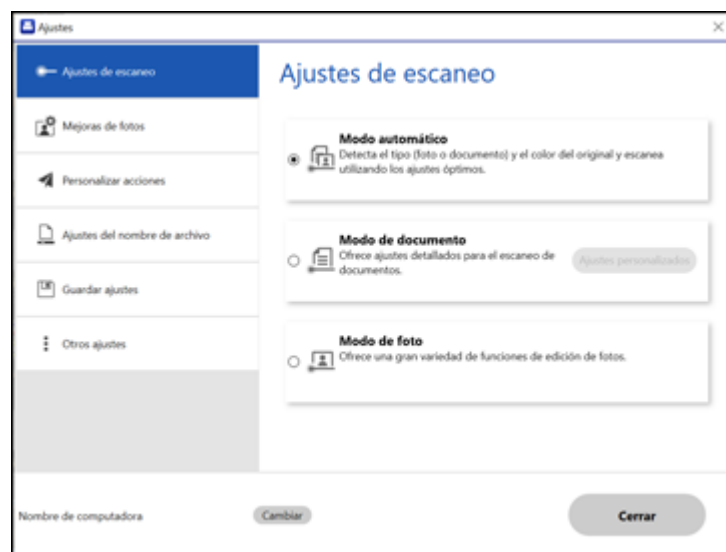 Ajustes
Ajustes de escaneo
Mejoras de fotos
Personalizar acciones
Ajustes del nombre de archivo
Guardar ajustes
Otros ajustes
Ajustes de escaneo
Modo automático
Detecta el tipo (foto o documento) y el color del original y escanea
utilizando los ajustes óptimos.
Modo de documento
Ofrece ajustes detallados para el escaneo de
documentos.
Ajustes personalizados
Modo de foto
Ofrece una gran variedad de funciones de edición de fotos.
Nombre de computadora
Cambiar
Cerrar